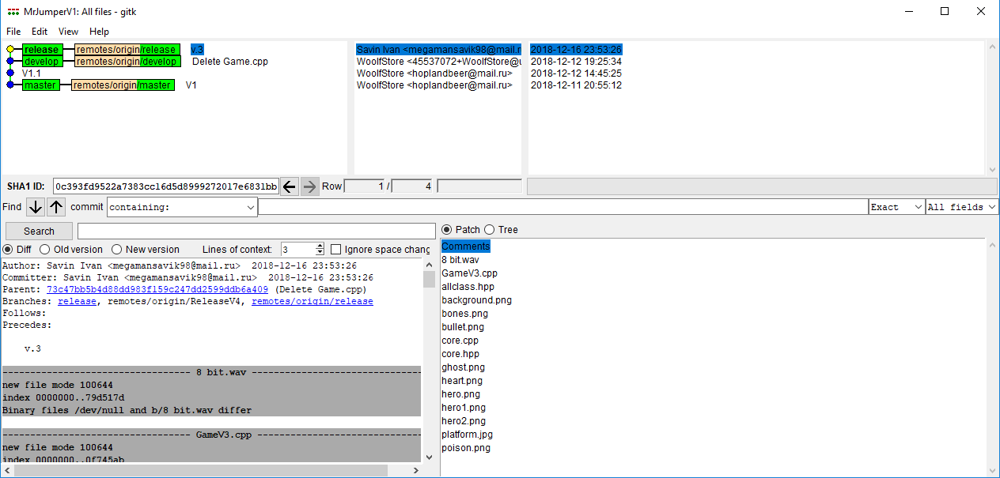 MrJumperV1: All files - gitk
File Edit View Help
release remotes/origin/release v.3 Savin Ivan <megamansavik98@mail.r 2018-12-16 23:53:26
develop remotes/origin/develop Delete Game.cpp WoolfStore <45537072+WoolfStore@u 2018-12-12 19:25:34
V1.1 WoolfStore <hoplandbeer@mail.ru> 2018-12-12 14:45:25
master remotes/origin/master V1 WoolfStore <hoplandbeer@mail.ru> 2018-12-11 20:55:12
SHA1 ID: 0c393fd9522a7383cc16d5d8999272017e6831bb Row 1 / 4
Find commit containing: Exact All fields
Search
Diff Old version New version Lines of context: 3 Ignore space chang
Author: Savin Ivan <megamansavik98@mail.ru> 2018-12-16 23:53:26
Committer: Savin Ivan <megamansavik98@mail.ru> 2018-12-16 23:53:26
Parent: 73c47bb5b4d88dd983f159c247dd2599ddb6a409 (Delete Game.cpp)
Branches: release, remotes/origin/ReleaseV4, remotes/origin/release
Follows:
Precedes:
v.3
---------------------------------- 8 bit.wav ------------------------------
new file mode 100644
index 0000000..79d517d
Binary files /dev/null and b/8 bit.wav differ
---------------------------------- GameV3.cpp -----------------------------
new file mode 100644
index 0000000..0f745ab
Patch Tree
Comments
8 bit.wav
GameV3.cpp
allclass.hpp
background.png
bones.png
bullet.png
core.cpp
core.hpp
ghost.png
heart.png
hero.png
hero1.png
hero2.png
platform.jpg
poison.png